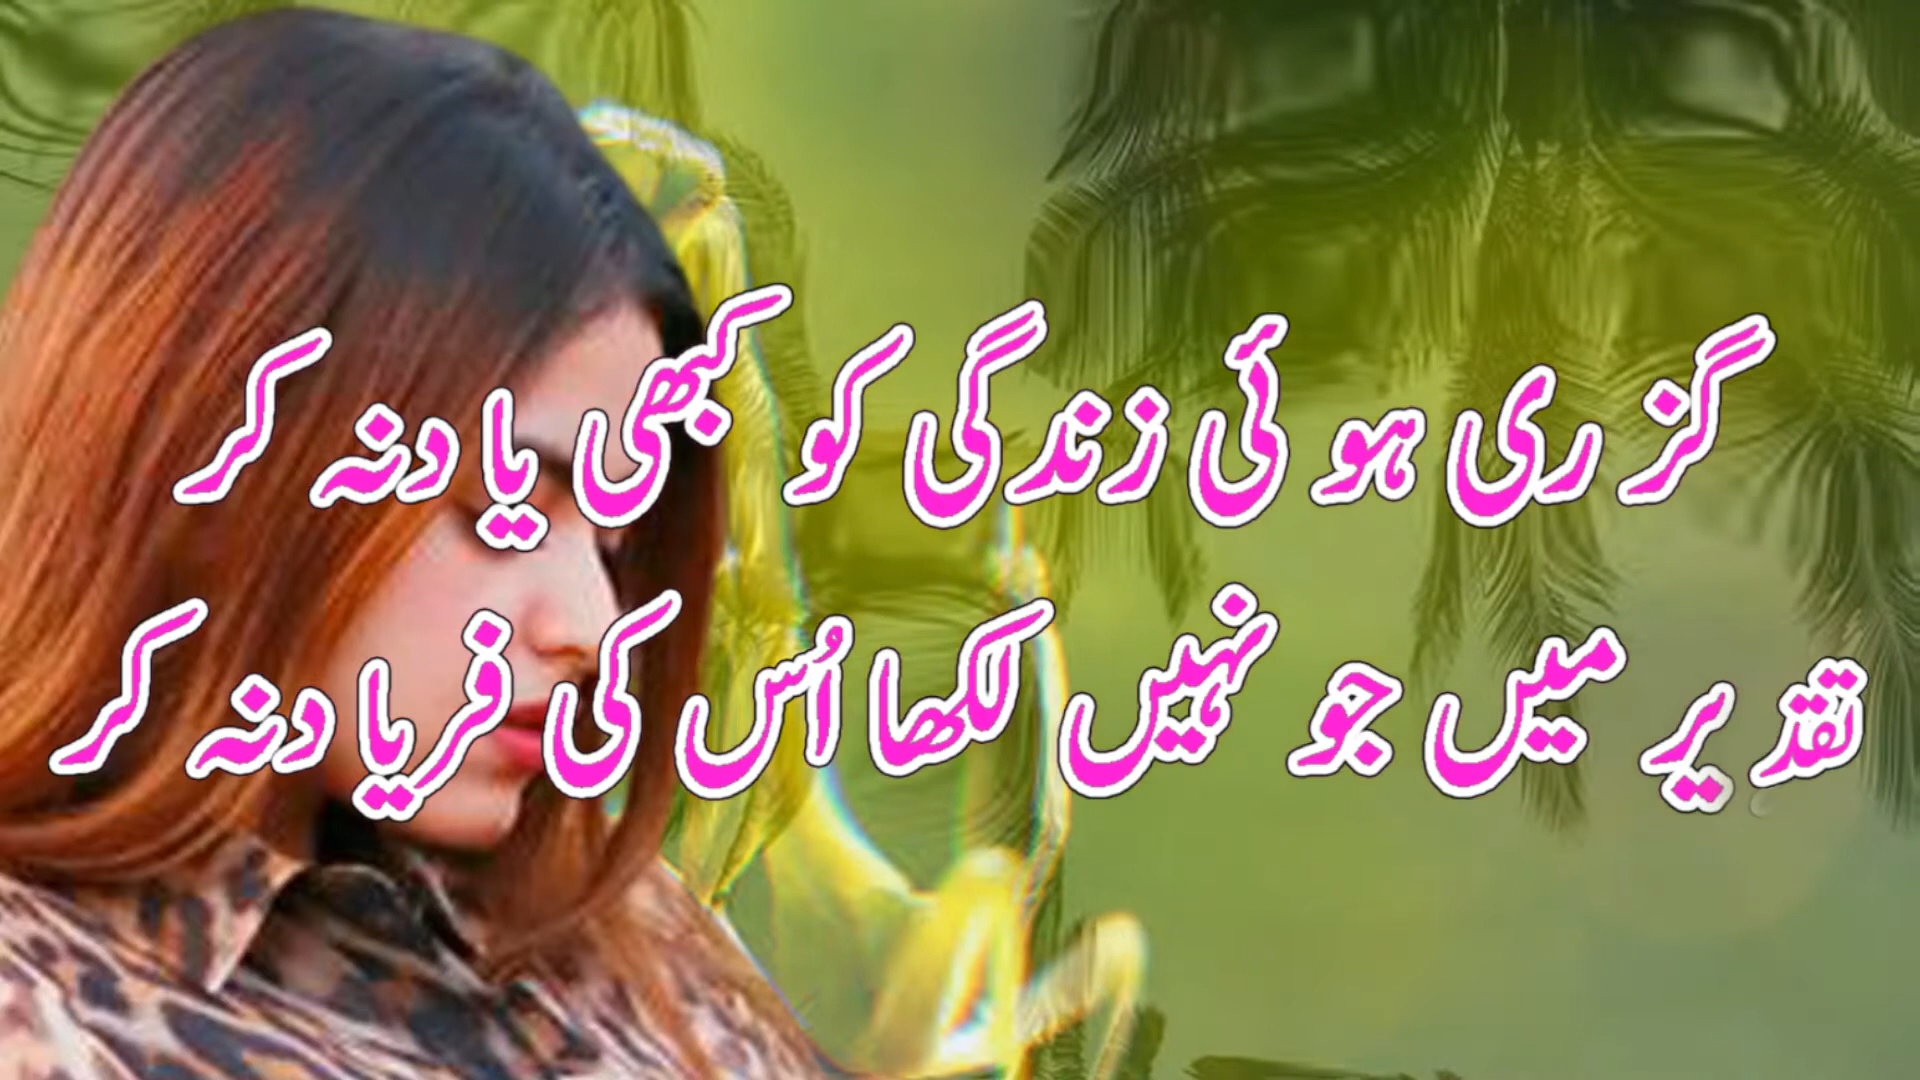 گزری ہوئی زندگی کو کبھی یاد نہ کر
تقدیر میں جو نہیں لکھا اُس کی فریاد نہ کر